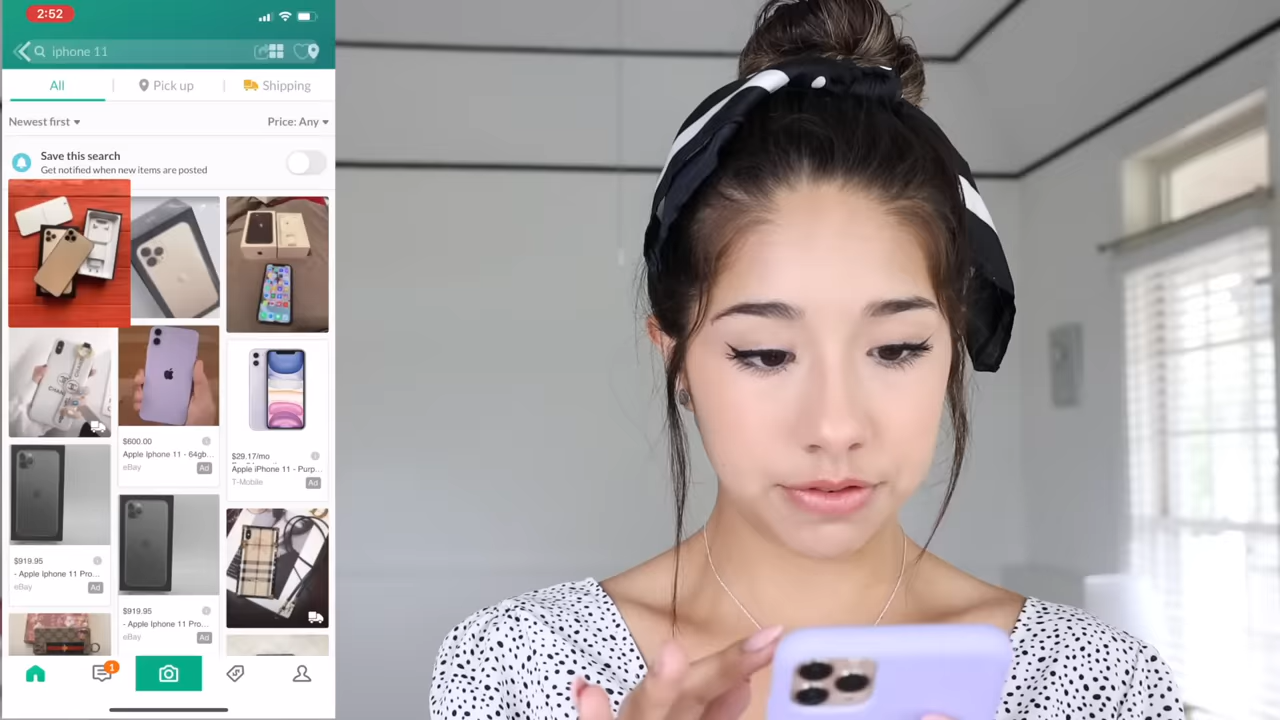 2:52
iphone 11
All
Pick up
Shipping
Newest first
Price: Any
Save this search
Get notified when new items are posted
$600.00
Apple Iphone 11 - 64gb...
eBay
Ad
$29.17/mo
Apple iPhone 11 - Purp...
T-Mobile
Ad
$919.95
- Apple Iphone 11 Pro...
eBay
Ad
$919.95
- Apple Iphone 11 Pro...
eBay
Ad
1